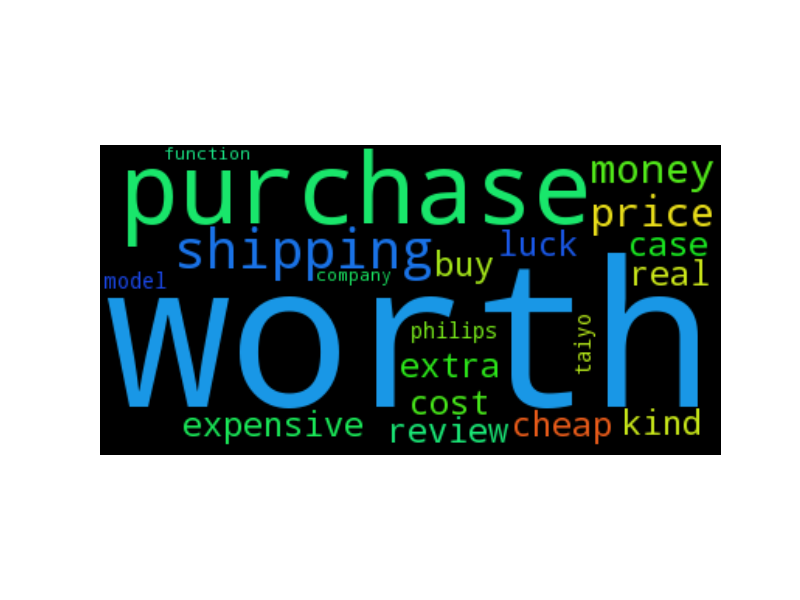 function
purchase
money
price
shipping
buy
luck
case
company
real
model
worth
philips
taiyo
extra
cost
expensive
review
cheap
kind